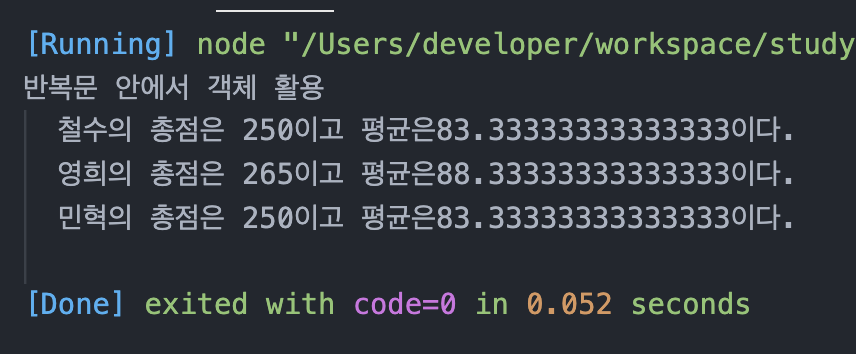 [Running] node "/Users/developer/workspace/study
반복문 안에서 객체 활용
철수의 총점은 250이고 평균은83.33333333333333이다.
영희의 총점은 265이고 평균은88.33333333333333이다.
민혁의 총점은 250이고 평균은83.33333333333333이다.
[Done] exited with code=0 in 0.052 seconds